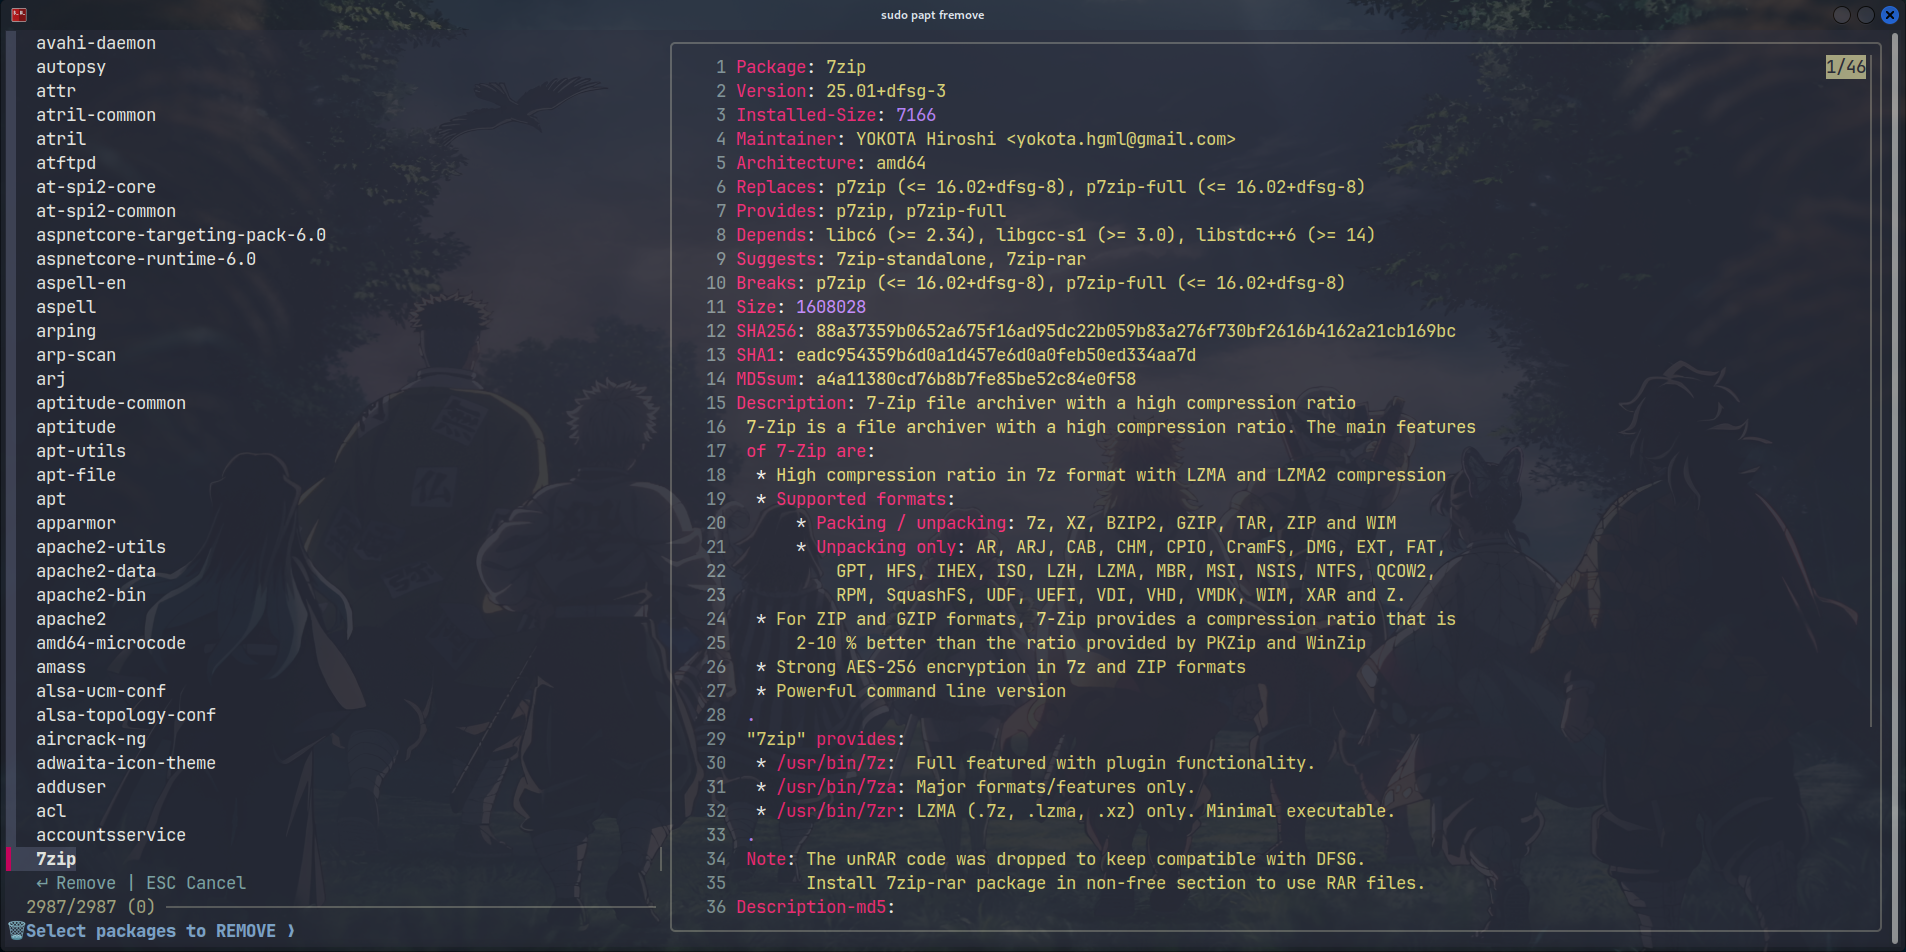 sudo papt fremove
avahi-daemon
autopsy
attr
atril-common
atril
atftpd
at-spi2-core
at-spi2-common
aspnetcore-targeting-pack-6.0
aspnetcore-runtime-6.0
aspell-en
aspell
arping
arp-scan
arj
aptitude-common
aptitude
apt-utils
apt-file
apt
apparmor
apache2-utils
apache2-data
apache2-bin
apache2
amd64-microcode
amass
alsa-ucm-conf
alsa-topology-conf
aircrack-ng
adwaita-icon-theme
adduser
acl
accountsservice
7zip
↵ Remove | ESC Cancel
2987/2987 (0)
Select packages to REMOVE ❯
1/46
1 Package: 7zip
2 Version: 25.01+dfsg-3
3 Installed-Size: 7166
4 Maintainer: YOKOTA Hiroshi <yokota.hgml@gmail.com>
5 Architecture: amd64
6 Replaces: p7zip (<= 16.02+dfsg-8), p7zip-full (<= 16.02+dfsg-8)
7 Provides: p7zip, p7zip-full
8 Depends: libc6 (>= 2.34), libgcc-s1 (>= 3.0), libstdc++6 (>= 14)
9 Suggests: 7zip-standalone, 7zip-rar
10 Breaks: p7zip (<= 16.02+dfsg-8), p7zip-full (<= 16.02+dfsg-8)
11 Size: 1608028
12 SHA256: 88a37359b0652a675f16ad95dc22b059b83a276f730bf2616b4162a21cb169bc
13 SHA1: eadc954359b6d0a1d457e6d0a0feb50ed334aa7d
14 MD5sum: a4a11380cd76b8b7fe85be52c84e0f58
15 Description: 7-Zip file archiver with a high compression ratio
16 7-Zip is a file archiver with a high compression ratio. The main features
17 of 7-Zip are:
18 * High compression ratio in 7z format with LZMA and LZMA2 compression
19 * Supported formats:
20 * Packing / unpacking: 7z, XZ, BZIP2, GZIP, TAR, ZIP and WIM
21 * Unpacking only: AR, ARJ, CAB, CHM, CPIO, CramFS, DMG, EXT, FAT,
22 GPT, HFS, IHEX, ISO, LZH, LZMA, MBR, MSI, NSIS, NTFS, QCOW2,
23 RPM, SquashFS, UDF, UEFI, VDI, VHD, VMDK, WIM, XAR and Z.
24 * For ZIP and GZIP formats, 7-Zip provides a compression ratio that is
25 2-10 % better than the ratio provided by PKZip and WinZip
26 * Strong AES-256 encryption in 7z and ZIP formats
27 * Powerful command line version
28 .
29 "7zip" provides:
30 * /usr/bin/7z: Full featured with plugin functionality.
31 * /usr/bin/7za: Major formats/features only.
32 * /usr/bin/7zr: LZMA (.7z, .lzma, .xz) only. Minimal executable.
33 .
34 Note: The unRAR code was dropped to keep compatible with DFSG.
35 Install 7zip-rar package in non-free section to use RAR files.
36 Description-md5: